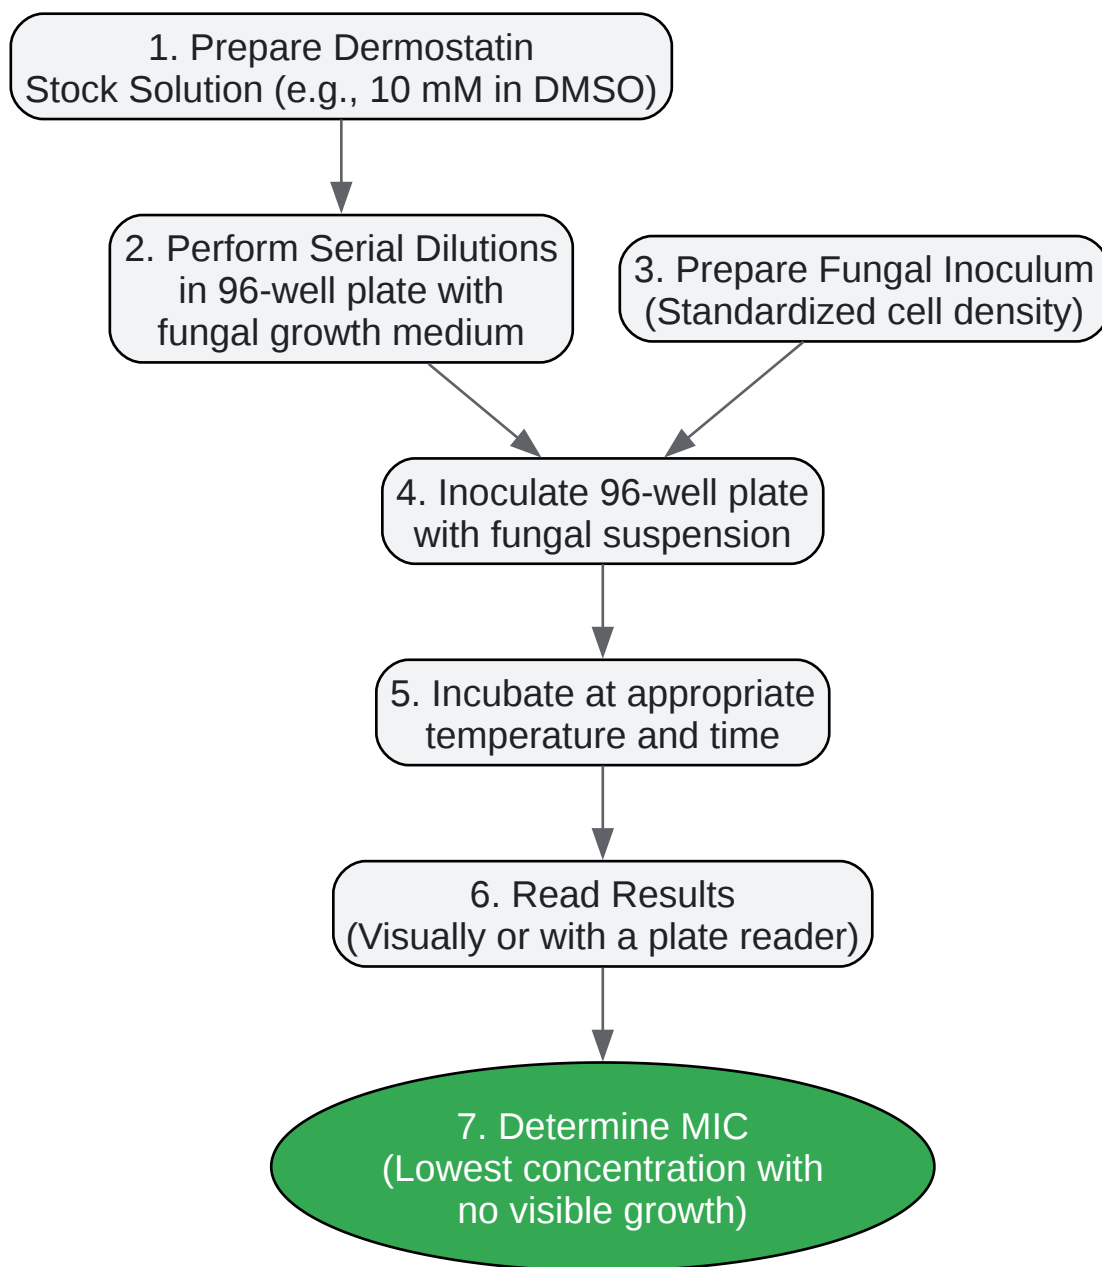 1. Prepare Dermostatin
Stock Solution (e.g., 10 mM in DMSO)
2. Perform Serial Dilutions
in 96-well plate with
fungal growth medium
3. Prepare Fungal Inoculum
(Standardized cell density)
4. Inoculate 96-well plate
with fungal suspension
5. Incubate at appropriate
temperature and time
6. Read Results
(Visually or with a plate reader)
7. Determine MIC
(Lowest concentration with
no visible growth)